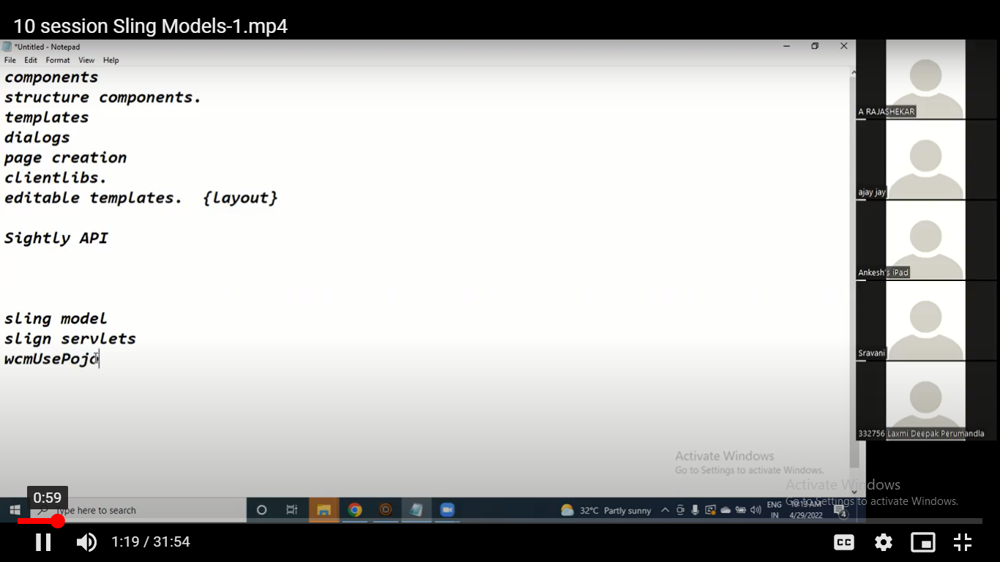 10 session Sling Models-1.mp4
*Untitled - Notepad
File Edit Format View Help
components
structure components.
templates
dialogs
page creation
clientlibs.
editable templates. {layout}
Sightly API
sling model
slign servlets
wcmUsePojo
A RAJASHEKAR
ajay jay
Ankesh's iPad
Sravani
332756 Laxmi Deepak Perumandla
Activate Windows
Go to Settings to activate Windows.
Activate Windows
Go to Settings to activate Windows.
0:59
Type here to search
32°C Partly sunny
ENG
IN
10:13 AM
4/29/2022
4
1:19 / 31:54
CC